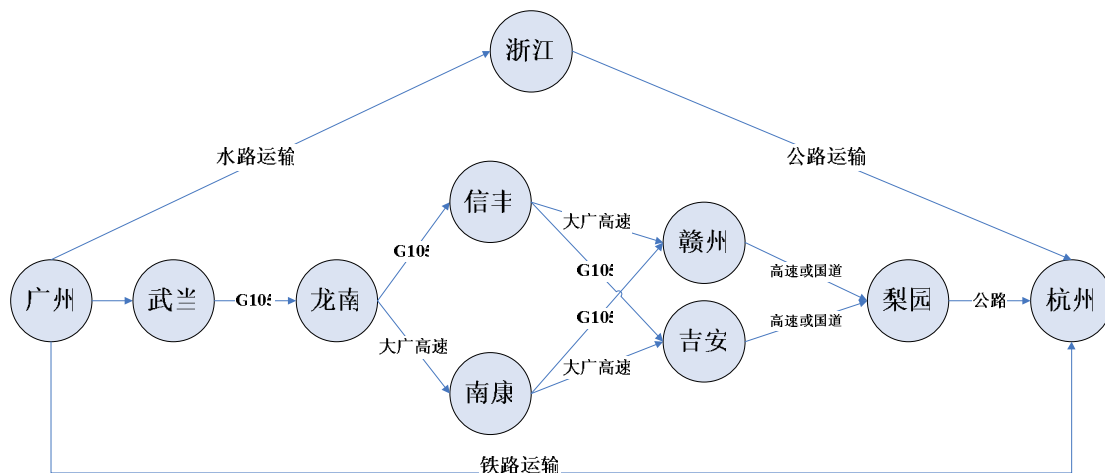 浙江
水路运输
公路运输
信丰
大广高速
赣州
G105
高速或国道
G105
广州
武当
G105
龙南
梨园
公路
杭州
G105
高速或国道
大广高速
吉安
大广高速
南康
铁路运输